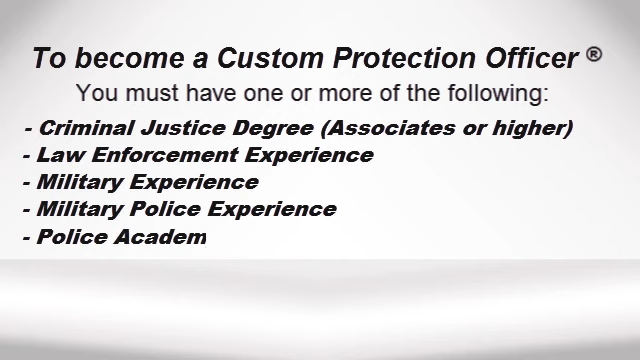 To become a Custom Protection Officer ®
You must have one or more of the following:
- Criminal Justice Degree (Associates or higher)
- Law Enforcement Experience
- Military Experience
- Military Police Experience
- Police Academ